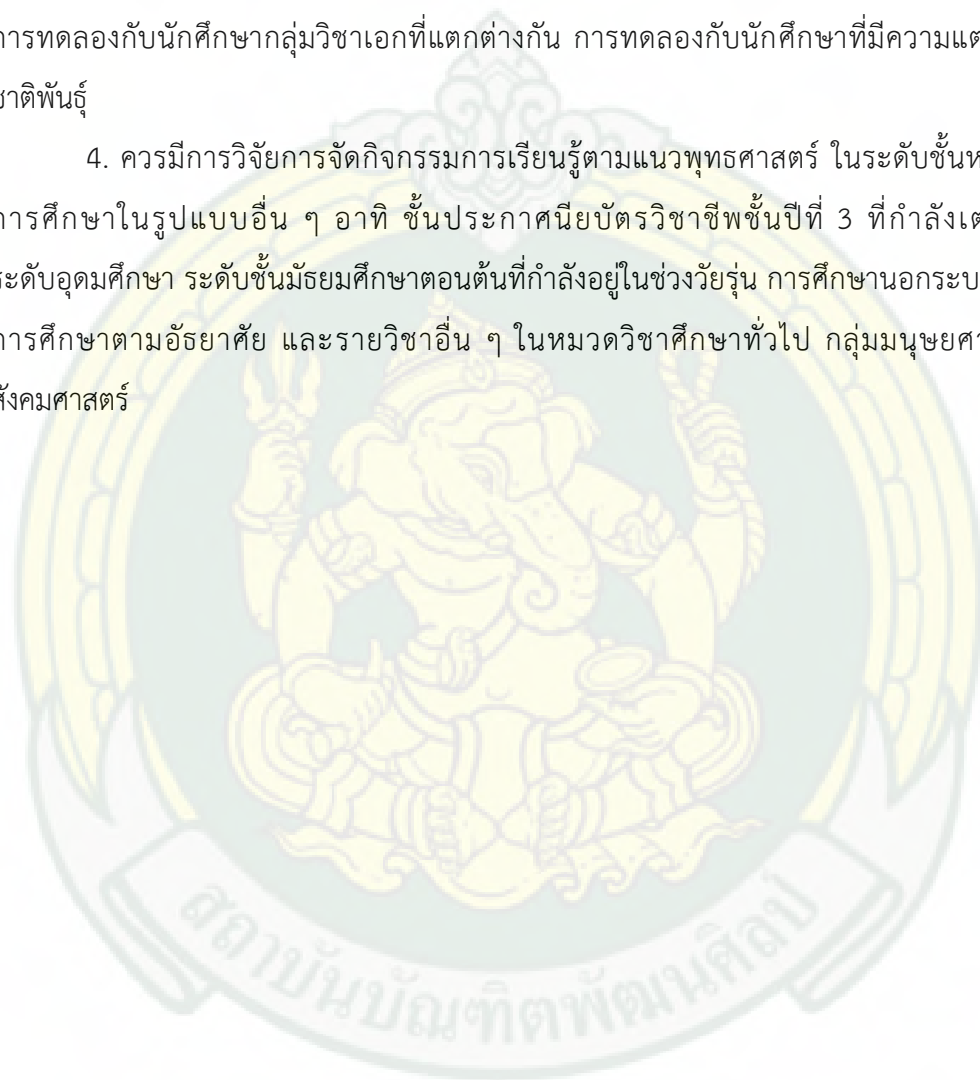 การทดลองกับนักศึกษากลุ่มวิชาเอกที่แตกต่างกัน การทดลองกับนักศึกษาที่มีความแต
ชาติพันธุ์
4. ควรมีการวิจัยการจัดกิจกรรมการเรียนรู้ตามแนวพุทธศาสตร์ ในระดับชั้นห
การศึกษาในรูปแบบอื่น ๆ อาทิ ชั้นประกาศนียบัตรวิชาชีพชั้นปีที่ 3 ที่กำลังเต
ระดับอุดมศึกษา ระดับชั้นมัธยมศึกษาตอนต้นที่กำลังอยู่ในช่วงวัยรุ่น การศึกษานอกระบ
การศึกษาตามอัธยาศัย และรายวิชาอื่น ๆ ในหมวดวิชาศึกษาทั่วไป กลุ่มมนุษยศา
สังคมศาสตร์
สถาบันบัณฑิตพัฒนศิลป์